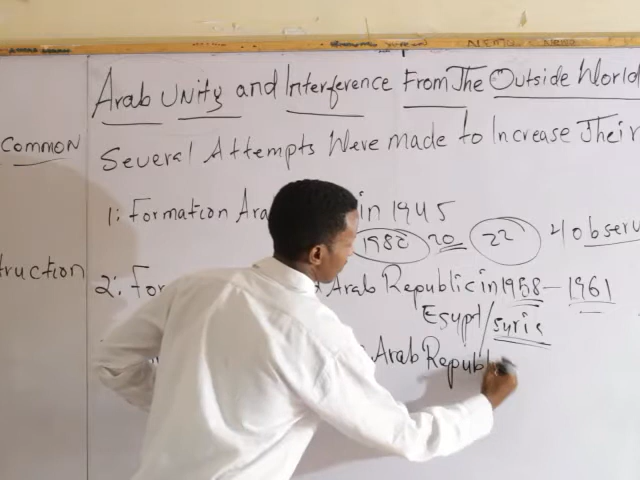 Arab Unity and Interference From The Outside World
Common
Several Attempts Were made to Increase Their
1: Formation Ara in 1945
1982 20 22 4 observ
truction
2: For Arab Republic in 1958 - 1961
Egypt / Syria
Arab Republ